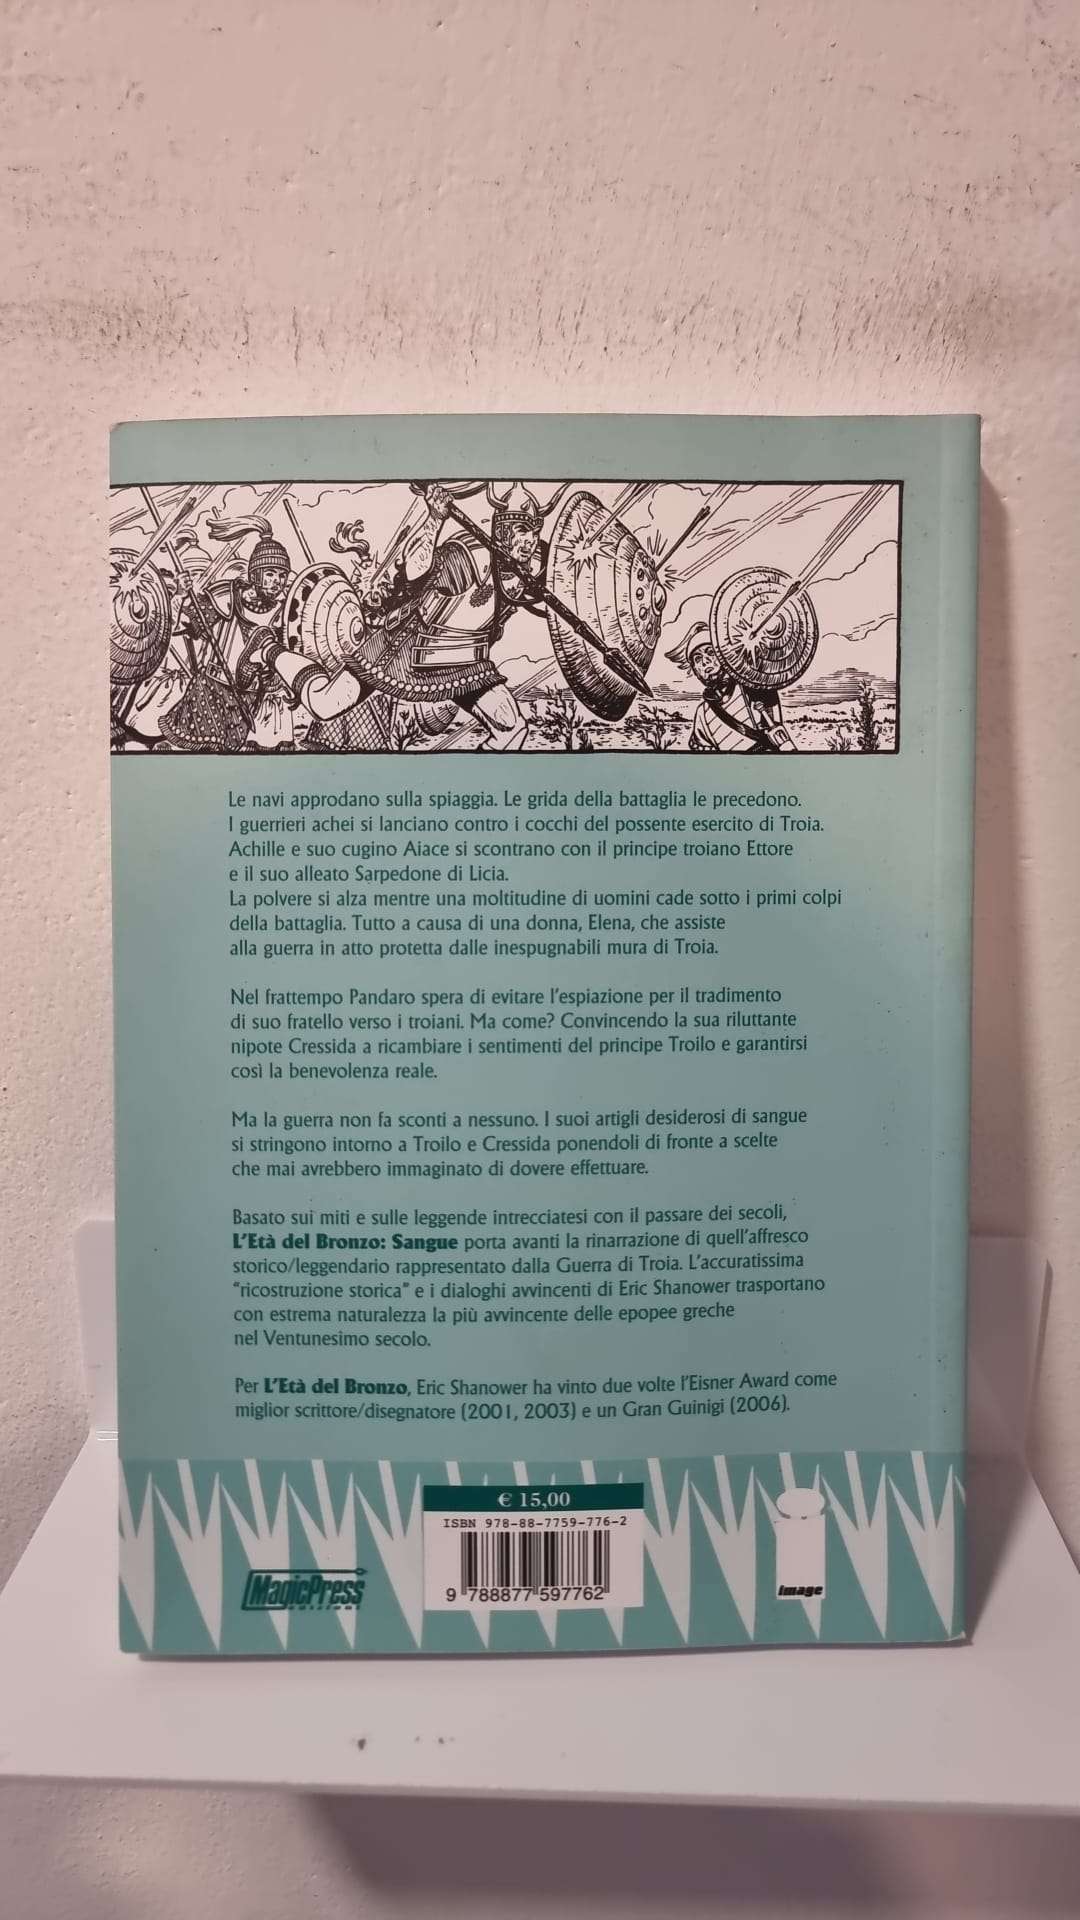 Le navi approdano sulla spiaggia. Le grida della battaglia le precedono.
I guerrieri achei si lanciano contro i cocchi del possente esercito di Troia.
Achille e suo cugino Aiace si scontrano con il principe troiano Ettore
e il suo alleato Sarpedone di Licia.
La polvere si alza mentre una moltitudine di uomini cade sotto i primi colpi
della battaglia. Tutto a causa di una donna, Elena, che assiste
alla guerra in atto protetta dalle inespugnabili mura di Troia.
Nel frattempo Pandaro spera di evitare l'espiazione per il tradimento
di suo fratello verso i troiani. Ma come? Convincendo la sua riluttante
nipote Cressida a ricambiare i sentimenti del principe Troilo e garantirsi
così la benevolenza reale.
Ma la guerra non fa sconti a nessuno. I suoi artigli desiderosi di sangue
si stringono intorno a Troilo e Cressida ponendoli di fronte a scelte
che mai avrebbero immaginato di dovere effettuare.
Basato sui miti e sulle leggende intrecciatesi con il passare dei secoli,
L'Età del Bronzo: Sangue porta avanti la rinarrazione di quell'affresco
storico/leggendario rappresentato dalla Guerra di Troia. L'accuratissima
"ricostruzione storica" e i dialoghi avvincenti di Eric Shanower trasportano
con estrema naturalezza la più avvincente delle epopee greche
nel Ventunesimo secolo.
Per L'Età del Bronzo, Eric Shanower ha vinto due volte l'Eisner Award come
miglior scrittore/disegnatore (2001, 2003) e un Gran Guinigi (2006).
€ 15,00
ISBN 978-88-7759-776-2
9 788877 597762
MagicPress
image